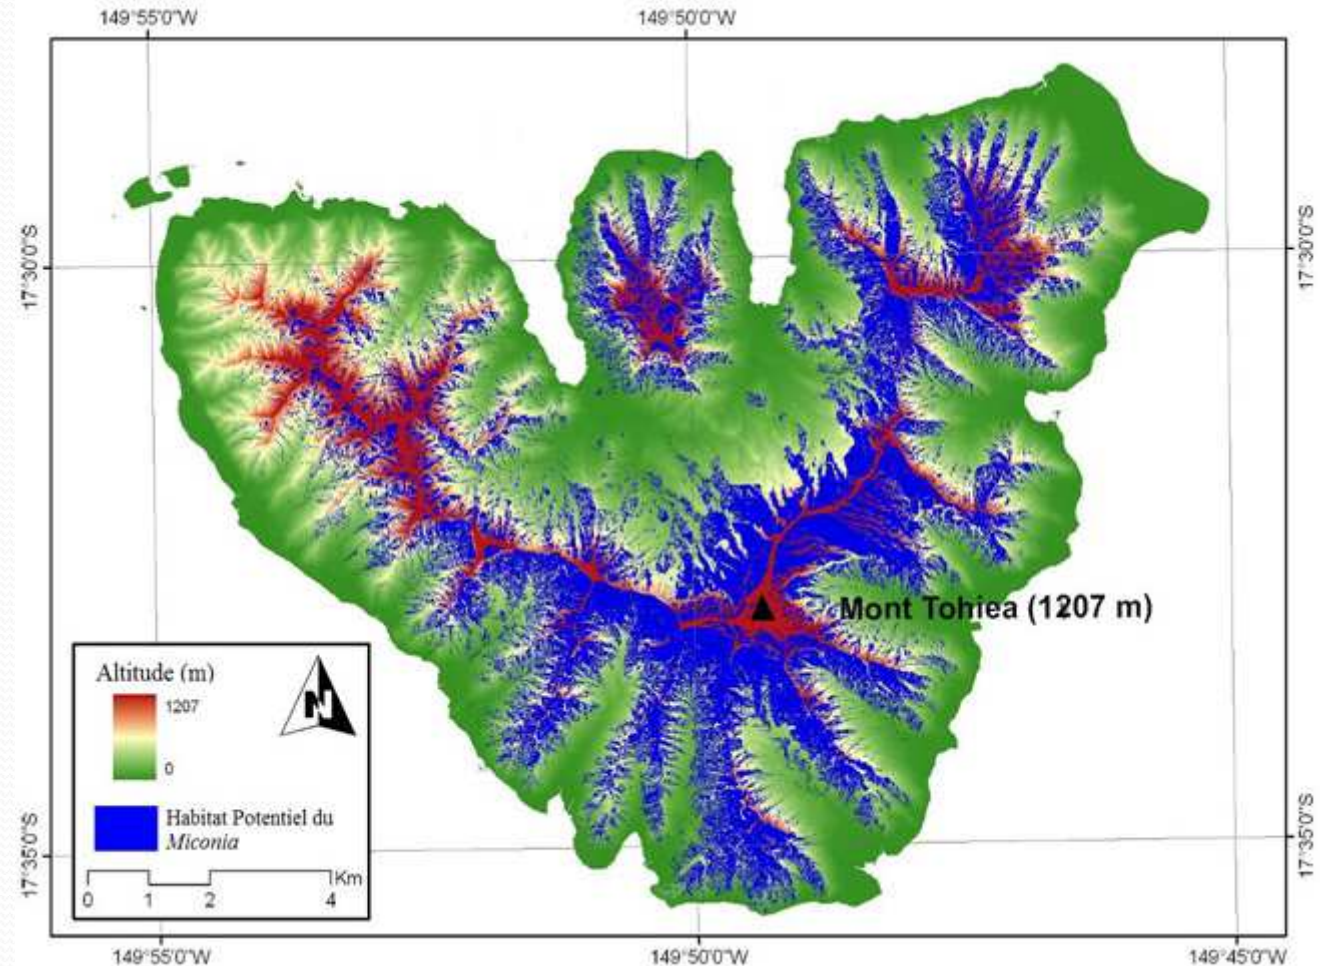 149°55'0"W 149°50'0"W
17°30'0"S
17°30'0"S
Mont Tohiea (1207 m)
Altitude (m)
1207
0
N
Habitat Potentiel du
Miconia
Km
0 1 2 4
17°35'0"S
17°35'0"S
149°55'0"W 149°50'0"W 149°45'0"W